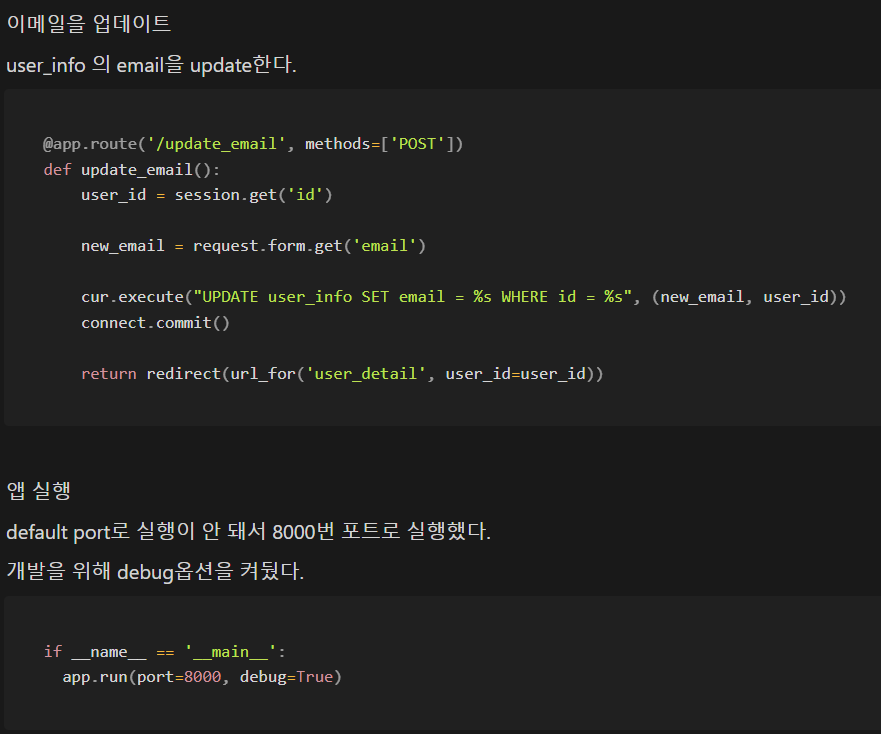 이메일을 업데이트
user_info 의 email을 update한다.
@app.route('/update_email', methods=['POST'])
def update_email():
    user_id = session.get('id')
    new_email = request.form.get('email')
    cur.execute("UPDATE user_info SET email = %s WHERE id = %s", (new_email, user_id))
    connect.commit()
    return redirect(url_for('user_detail', user_id=user_id))
앱 실행
default port로 실행이 안 돼서 8000번 포트로 실행했다.
개발을 위해 debug옵션을 켜뒀다.
if __name__ == '__main__':
  app.run(port=8000, debug=True)